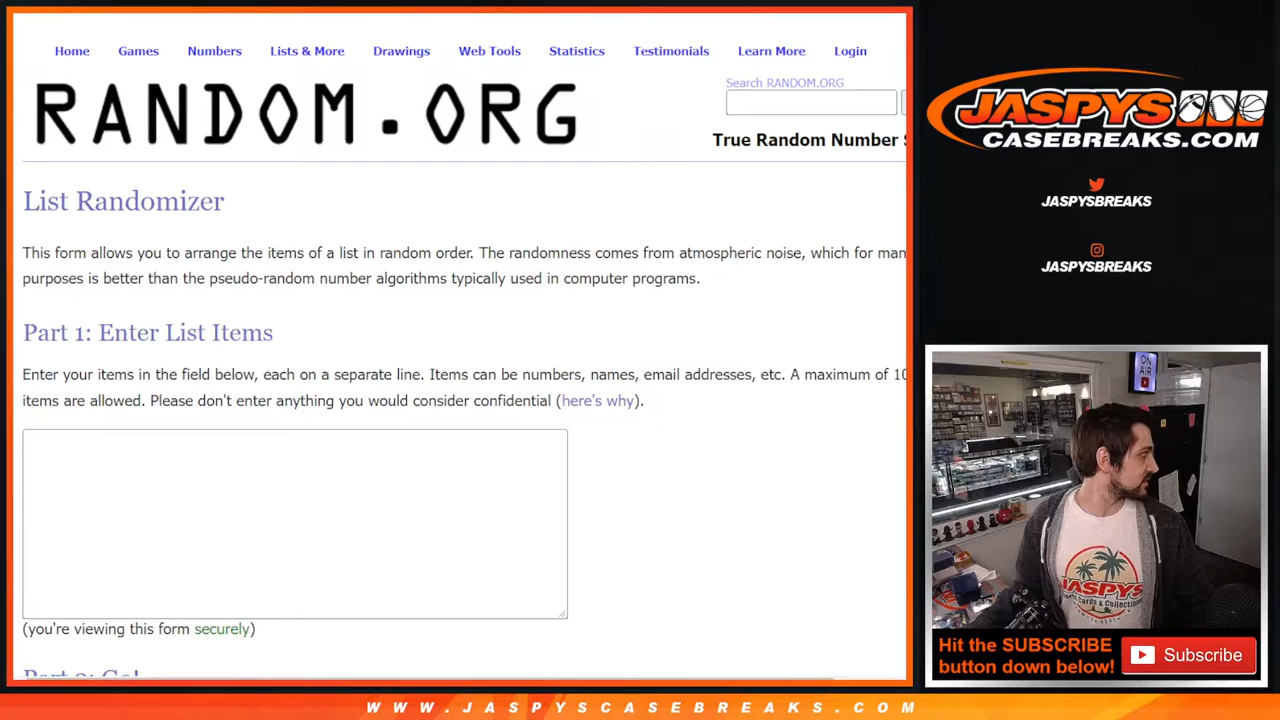 Home Games Numbers Lists & More Drawings Web Tools Statistics Testimonials Learn More Login
RANDOM.ORG
Search RANDOM.ORG
True Random Number
List Randomizer
This form allows you to arrange the items of a list in random order. The randomness comes from atmospheric noise, which for man
purposes is better than the pseudo-random number algorithms typically used in computer programs.
Part 1: Enter List Items
Enter your items in the field below, each on a separate line. Items can be numbers, names, email addresses, etc. A maximum of 10
items are allowed. Please don't enter anything you would consider confidential (here's why).
(you're viewing this form securely)
Part 2: Go!
JASPYS
CASEBREAKS.COM
JASPYSBREAKS
JASPYSBREAKS
ON
AIR
JASPYS
Hit the SUBSCRIBE
button down below!
Subscribe
WWW.JASPYSCASEBREAKS.COM